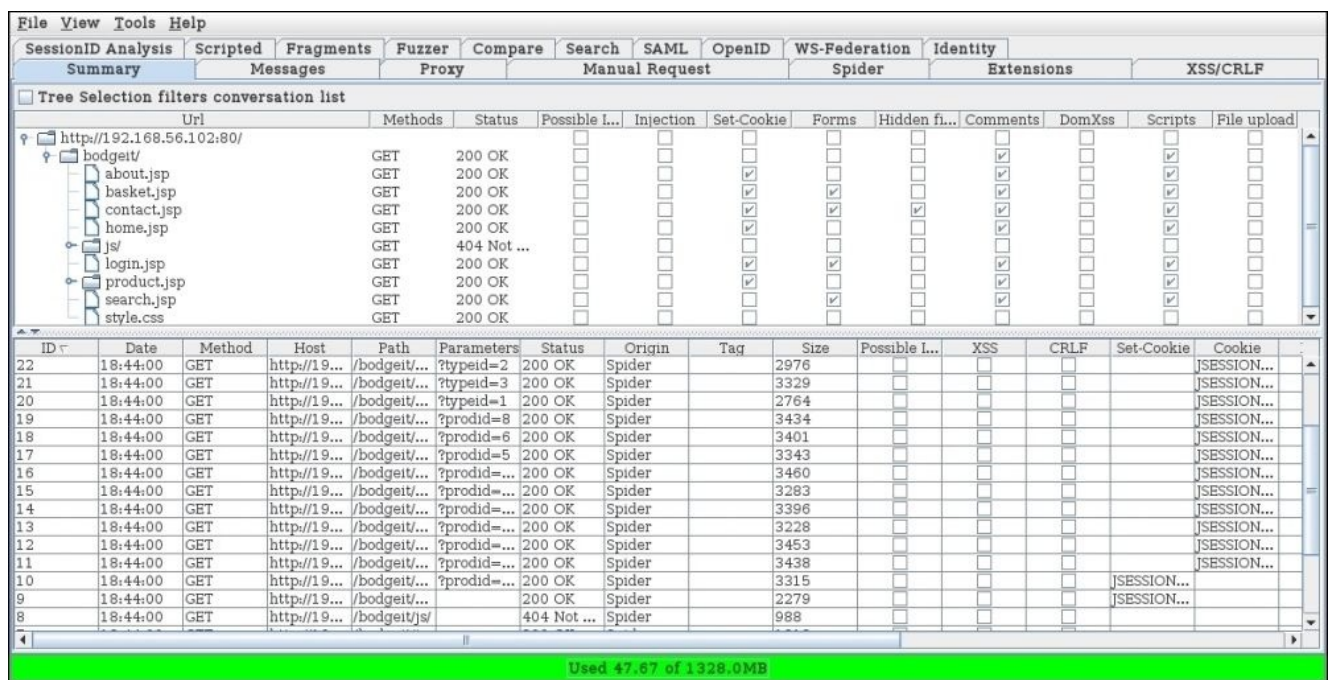 File View Tools Help
SessionID Analysis Scripted Fragments Fuzzer Compare Search SAML OpenID WS-Federation Identity
Summary Messages Proxy Manual Request Spider Extensions XSS/CRLF
Tree Selection filters conversation list
Url Methods Status Possible I... Injection Set-Cookie Forms Hidden fi... Comments DomXss Scripts File upload
http://192.168.56.102:80/
bodgeit/ GET 200 OK
about.jsp GET 200 OK
basket.jsp GET 200 OK
contact.jsp GET 200 OK
home.jsp GET 200 OK
js/ GET 404 Not ...
login.jsp GET 200 OK
product.jsp GET 200 OK
search.jsp GET 200 OK
style.css GET 200 OK
ID Date Method Host Path Parameters Status Origin Tag Size Possible I... XSS CRLF Set-Cookie Cookie
22 18:44:00 GET http://19... /bodgeit/... ?typeid=2 200 OK Spider 2976 JSESSION...
21 18:44:00 GET http://19... /bodgeit/... ?typeid=3 200 OK Spider 3329 JSESSION...
20 18:44:00 GET http://19... /bodgeit/... ?typeid=1 200 OK Spider 2764 JSESSION...
19 18:44:00 GET http://19... /bodgeit/... ?prodid=8 200 OK Spider 3434 JSESSION...
18 18:44:00 GET http://19... /bodgeit/... ?prodid=6 200 OK Spider 3401 JSESSION...
17 18:44:00 GET http://19... /bodgeit/... ?prodid=5 200 OK Spider 3343 JSESSION...
16 18:44:00 GET http://19... /bodgeit/... ?prodid=... 200 OK Spider 3460 JSESSION...
15 18:44:00 GET http://19... /bodgeit/... ?prodid=... 200 OK Spider 3283 JSESSION...
14 18:44:00 GET http://19... /bodgeit/... ?prodid=... 200 OK Spider 3396 JSESSION...
13 18:44:00 GET http://19... /bodgeit/... ?prodid=... 200 OK Spider 3228 JSESSION...
12 18:44:00 GET http://19... /bodgeit/... ?prodid=... 200 OK Spider 3453 JSESSION...
11 18:44:00 GET http://19... /bodgeit/... ?prodid=... 200 OK Spider 3438 JSESSION...
10 18:44:00 GET http://19... /bodgeit/... ?prodid=... 200 OK Spider 3315 JSESSION...
9 18:44:00 GET http://19... /bodgeit/... 200 OK Spider 2279 JSESSION...
8 18:44:00 GET http://19... /bodgeit/js/ 404 Not ... Spider 988
Used 47.67 of 1328.0MB